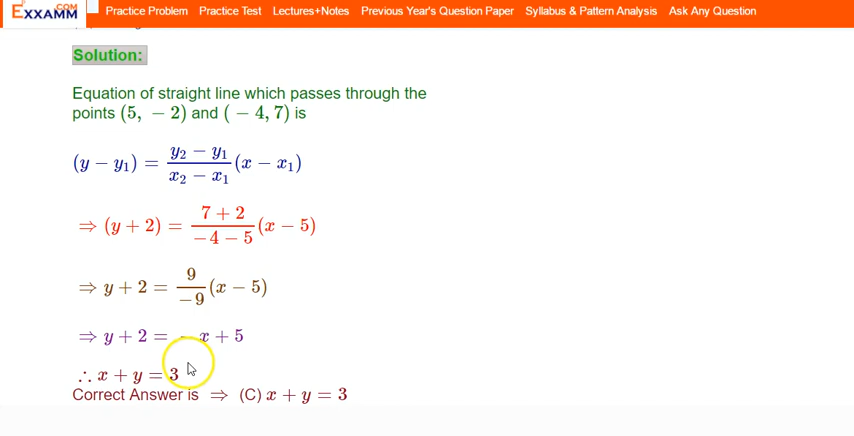 EXXAMM.COM Practice Problem Practice Test Lectures+Notes Previous Year's Question Paper Syllabus & Pattern Analysis Ask Any Question
Solution:
Equation of straight line which passes through the
points (5, − 2) and ( − 4, 7) is
(y − y₁) = (y₂ − y₁)/(x₂ − x₁) (x − x₁)
⇒ (y + 2) = (7 + 2)/(− 4 − 5) (x − 5)
⇒ y + 2 = 9/−9 (x − 5)
⇒ y + 2 = − x + 5
∴ x + y = 3
Correct Answer is ⇒ (C) x + y = 3